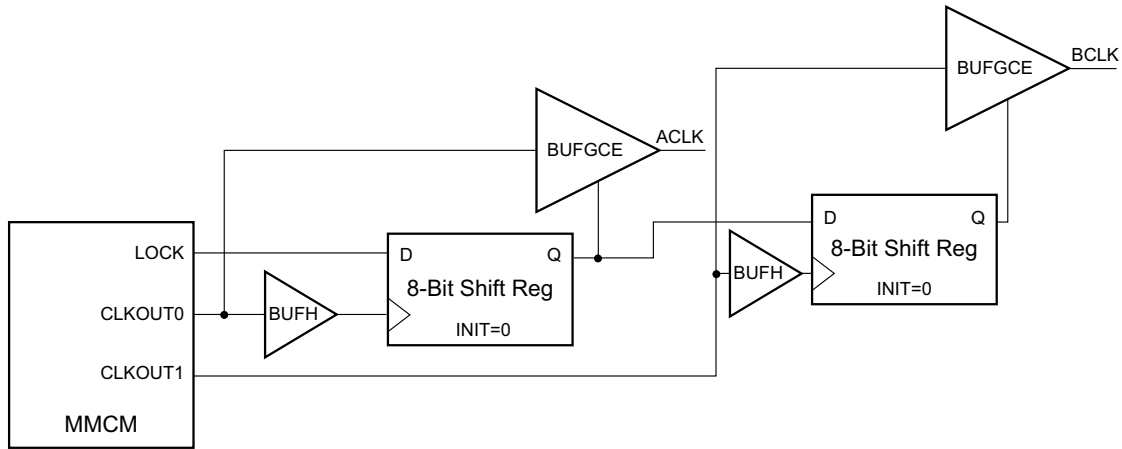 BUFGCE
BCLK
BUFGCE
ACLK
D
Q
8-Bit Shift Reg
INIT=0
BUFH
LOCK
D
Q
8-Bit Shift Reg
INIT=0
BUFH
CLKOUT0
CLKOUT1
MMCM